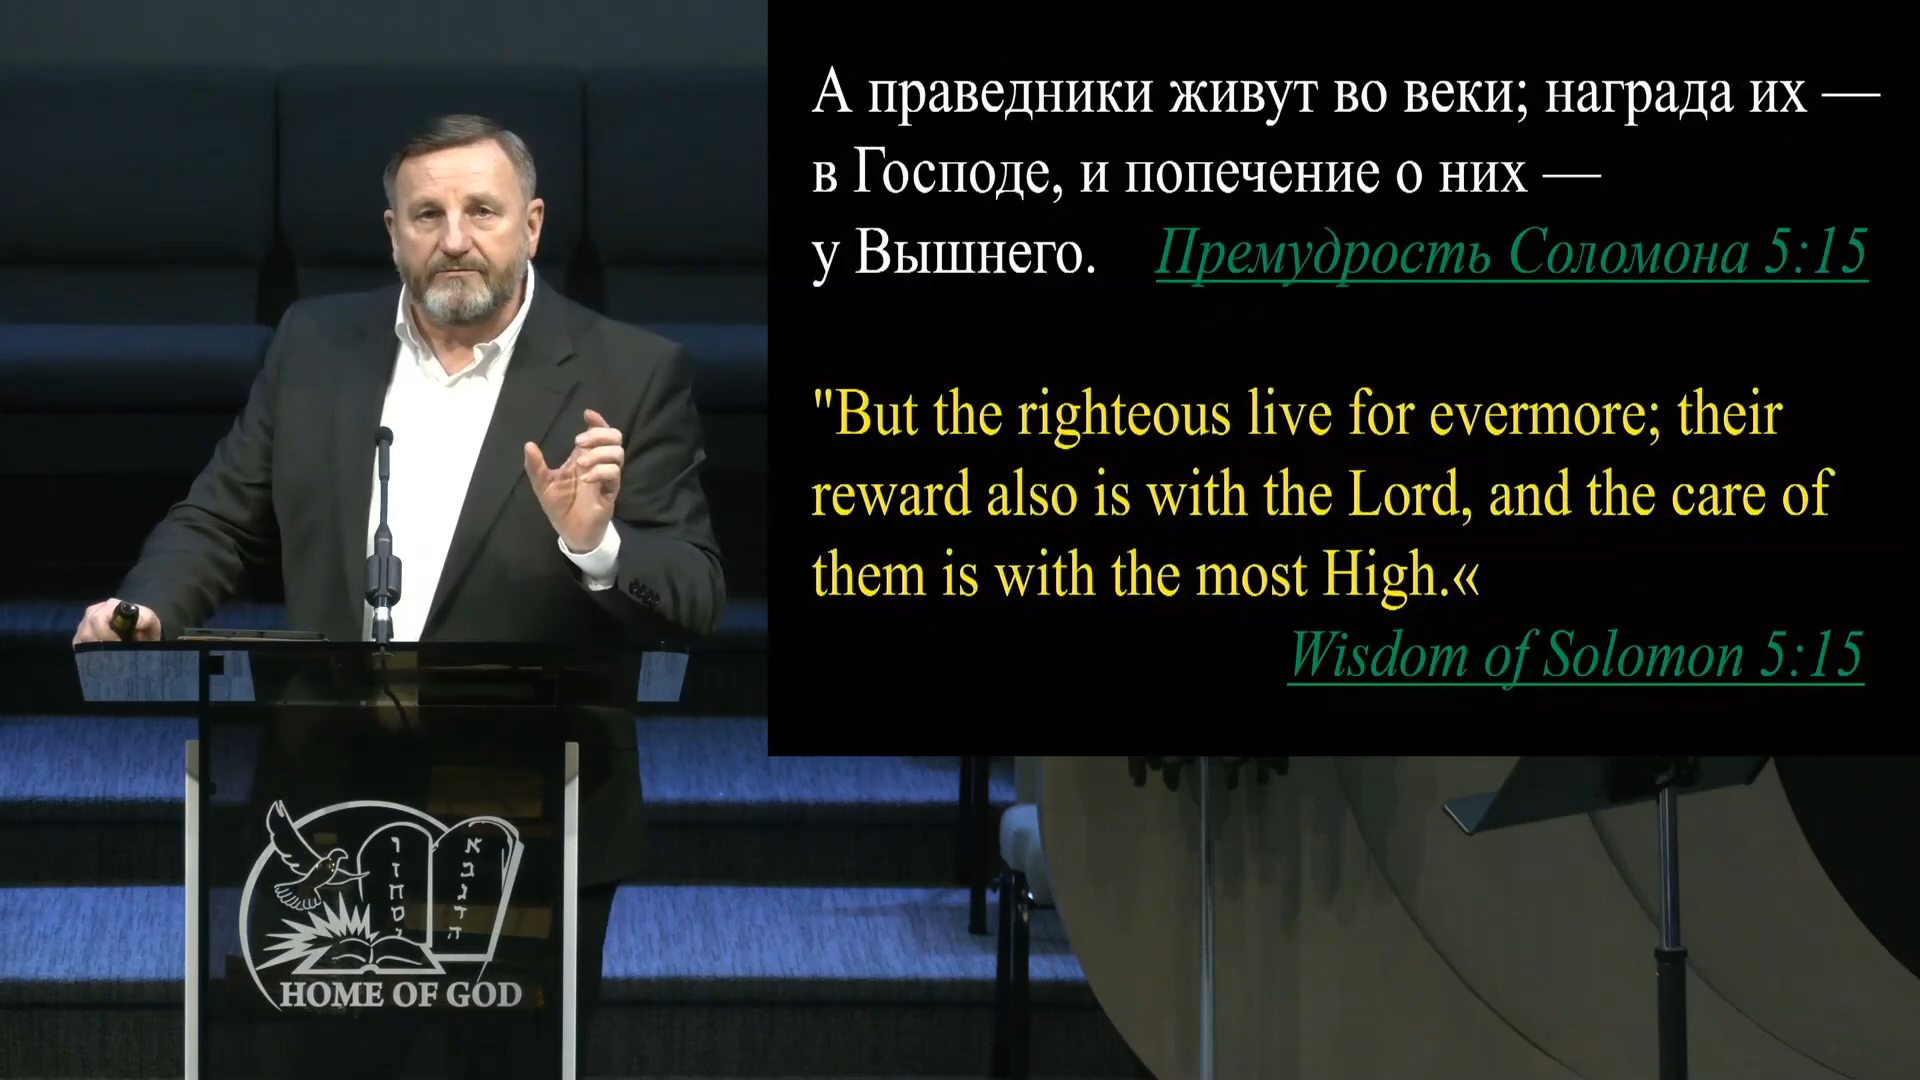 А праведники живут во веки; награда их —
в Господе, и попечение о них —
у Вышнего. Премудрость Соломона 5:15
"But the righteous live for evermore; their
reward also is with the Lord, and the care of
them is with the most High.«
Wisdom of Solomon 5:15
ו א
ז ב
ח ג
ט ד
י ה
HOME OF GOD